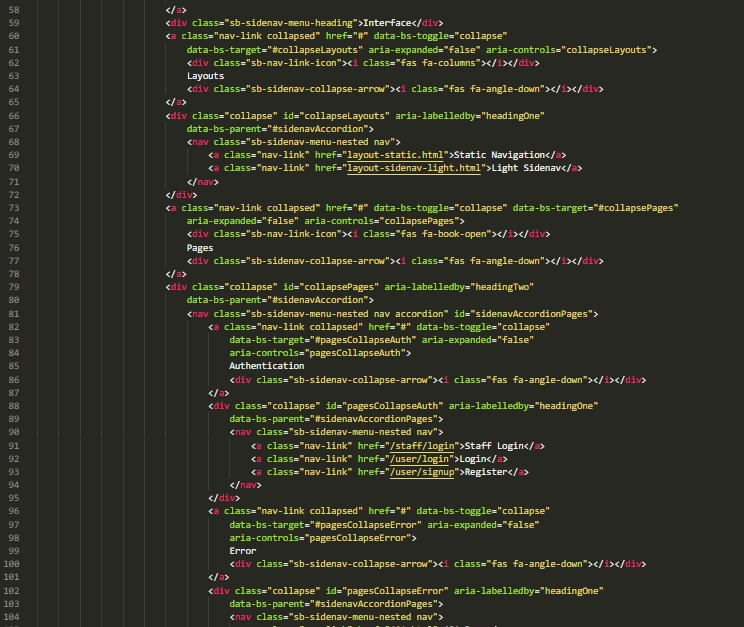 58 </a>
59 <div class="sb-sidenav-menu-heading">Interface</div>
60 <a class="nav-link collapsed" href="#" data-bs-toggle="collapse"
61 data-bs-target="#collapseLayouts" aria-expanded="false" aria-controls="collapseLayouts">
62 <div class="sb-nav-link-icon"><i class="fas fa-columns"></i></div>
63 Layouts
64 <div class="sb-sidenav-collapse-arrow"><i class="fas fa-angle-down"></i></div>
65 </a>
66 <div class="collapse" id="collapseLayouts" aria-labelledby="headingOne"
67 data-bs-parent="#sidenavAccordion">
68 <nav class="sb-sidenav-menu-nested nav">
69 <a class="nav-link" href="layout-static.html">Static Navigation</a>
70 <a class="nav-link" href="layout-sidenav-light.html">Light Sidenav</a>
71 </nav>
72 </div>
73 <a class="nav-link collapsed" href="#" data-bs-toggle="collapse" data-bs-target="#collapsePages"
74 aria-expanded="false" aria-controls="collapsePages">
75 <div class="sb-nav-link-icon"><i class="fas fa-book-open"></i></div>
76 Pages
77 <div class="sb-sidenav-collapse-arrow"><i class="fas fa-angle-down"></i></div>
78 </a>
79 <div class="collapse" id="collapsePages" aria-labelledby="headingTwo"
80 data-bs-parent="#sidenavAccordion">
81 <nav class="sb-sidenav-menu-nested nav accordion" id="sidenavAccordionPages">
82 <a class="nav-link collapsed" href="#" data-bs-toggle="collapse"
83 data-bs-target="#pagesCollapseAuth" aria-expanded="false"
84 aria-controls="pagesCollapseAuth">
85 Authentication
86 <div class="sb-sidenav-collapse-arrow"><i class="fas fa-angle-down"></i></div>
87 </a>
88 <div class="collapse" id="pagesCollapseAuth" aria-labelledby="headingOne"
89 data-bs-parent="#sidenavAccordionPages">
90 <nav class="sb-sidenav-menu-nested nav">
91 <a class="nav-link" href="/staff/login">Staff Login</a>
92 <a class="nav-link" href="/user/login">Login</a>
93 <a class="nav-link" href="/user/signup">Register</a>
94 </nav>
95 </div>
96 <a class="nav-link collapsed" href="#" data-bs-toggle="collapse"
97 data-bs-target="#pagesCollapseError" aria-expanded="false"
98 aria-controls="pagesCollapseError">
99 Error
100 <div class="sb-sidenav-collapse-arrow"><i class="fas fa-angle-down"></i></div>
101 </a>
102 <div class="collapse" id="pagesCollapseError" aria-labelledby="headingOne"
103 data-bs-parent="#sidenavAccordionPages">
104 <nav class="sb-sidenav-menu-nested nav">